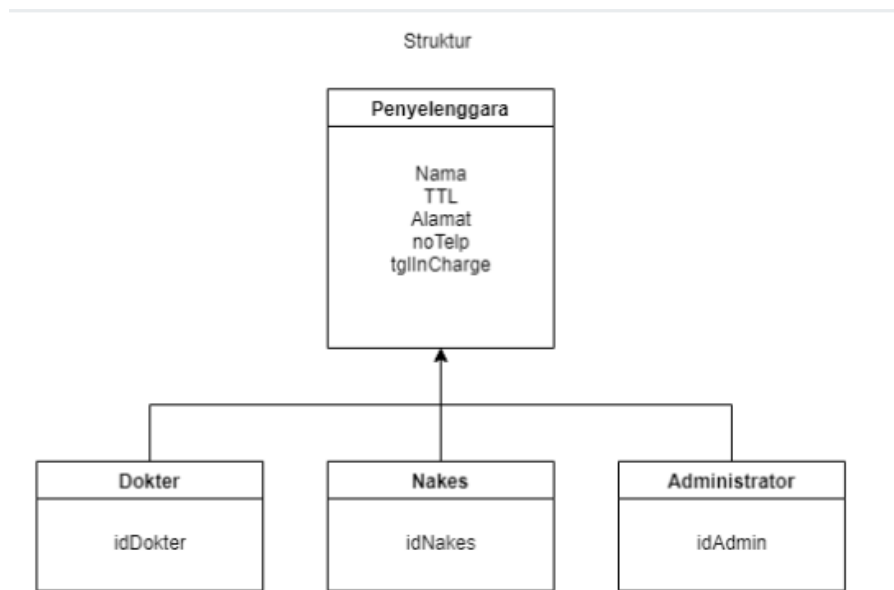 Struktur
Penyelenggara
Nama
TTL
Alamat
noTelp
tglInCharge
Dokter
Nakes
Administrator
idDokter
idNakes
idAdmin